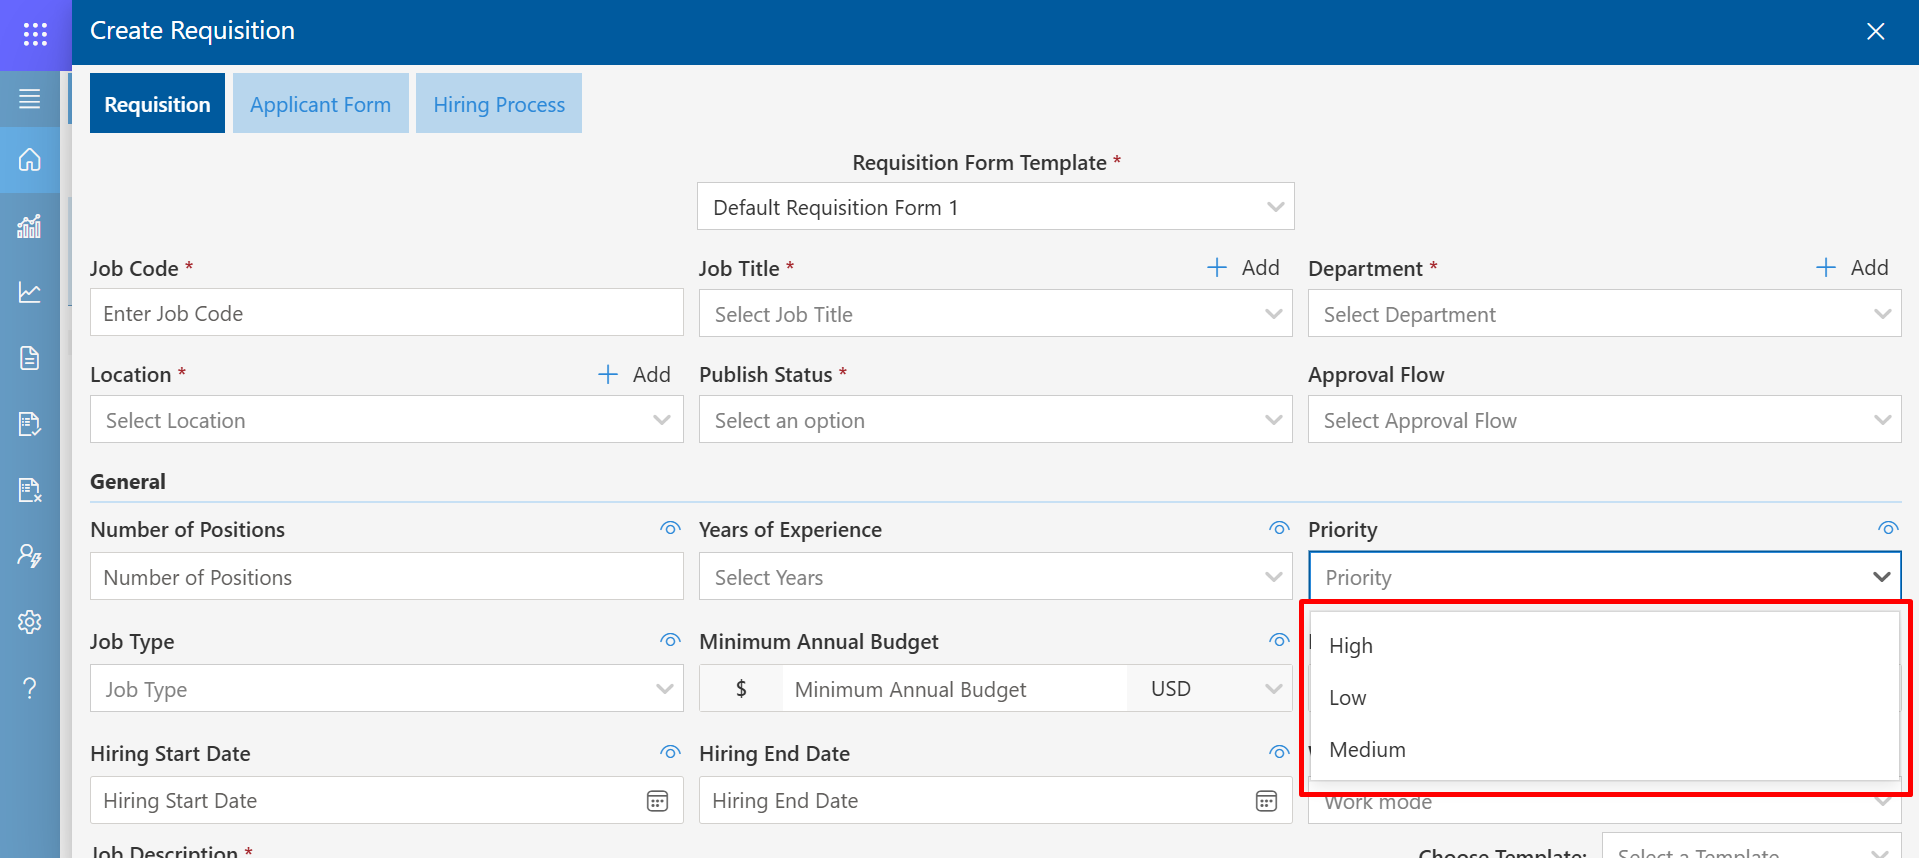 Create Requisition
Requisition Applicant Form Hiring Process
Requisition Form Template *
Default Requisition Form 1
Job Code * Job Title * Add Department * Add
Enter Job Code Select Job Title Select Department
Location * Add Publish Status * Approval Flow
Select Location Select an option Select Approval Flow
General
Number of Positions Years of Experience Priority
Number of Positions Select Years Priority
Job Type Minimum Annual Budget
High
Job Type $ Minimum Annual Budget USD
Low
Hiring Start Date Hiring End Date
Medium
Hiring Start Date Hiring End Date Work mode
Job Description * Choose Template: Select a Template